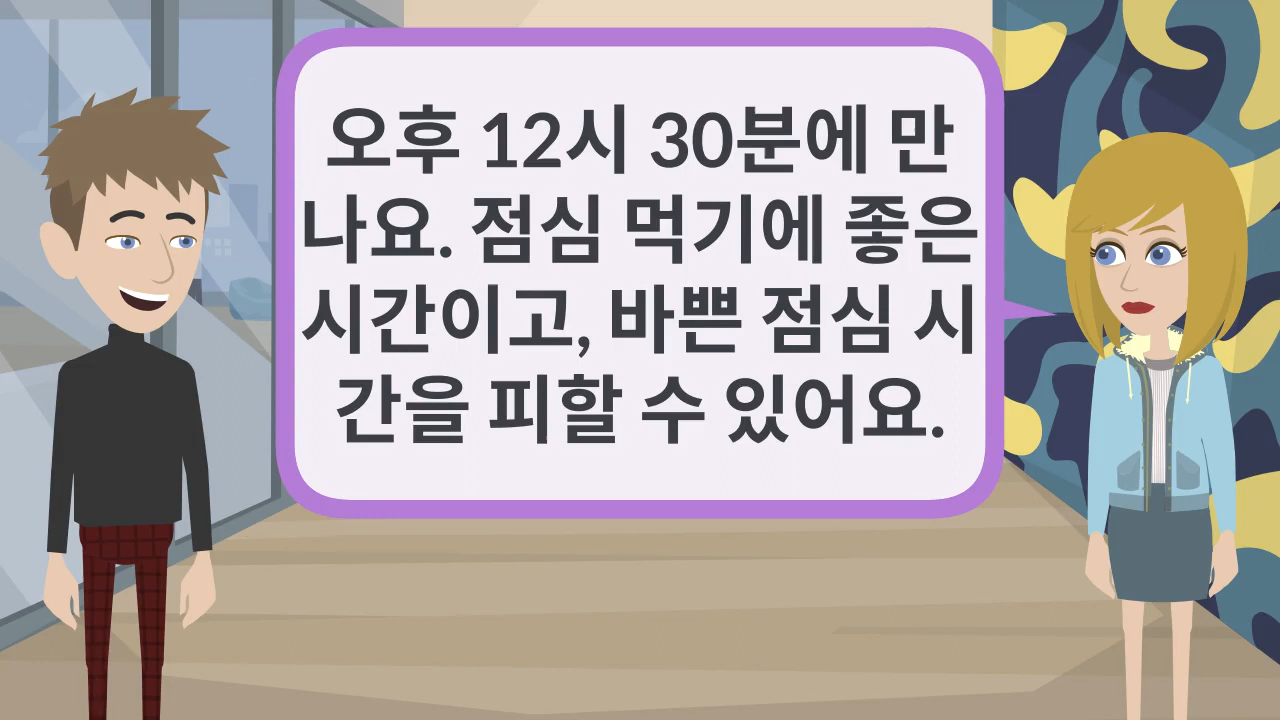 오후 12시 30분에 만
나요. 점심 먹기에 좋은
시간이고, 바쁜 점심 시
간을 피할 수 있어요.